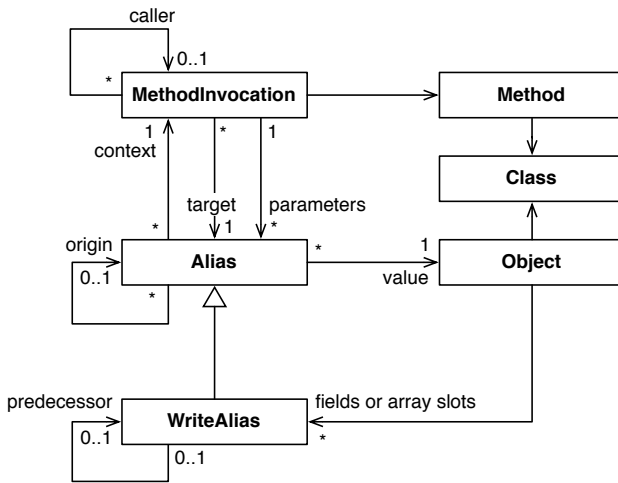 caller
0..1
*
MethodInvocation
Method
1
*
1
context
Class
target
parameters
*
1
*
origin
Alias
*
1
Object
0..1
*
value
predecessor
fields or array slots
WriteAlias
0..1
*
0..1